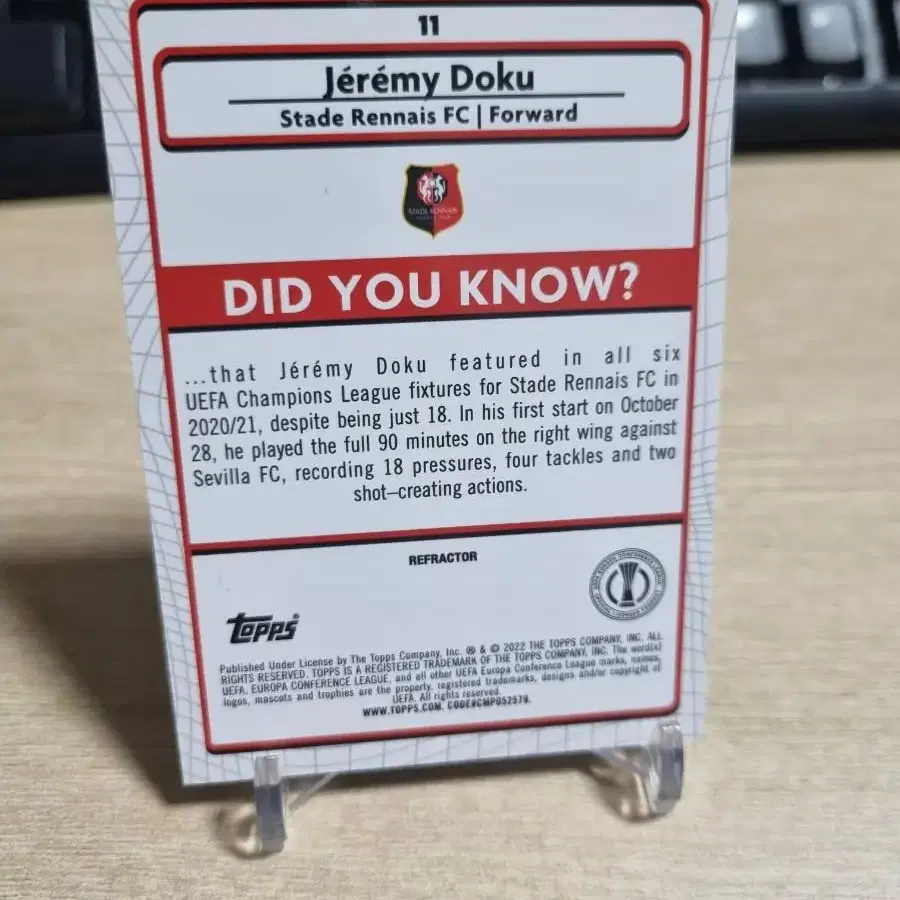 11
Jérémy Doku
Stade Rennais FC | Forward
STADE RENNAIS
DID YOU KNOW?
...that Jérémy Doku featured in all six
UEFA Champions League fixtures for Stade Rennais FC in
2020/21, despite being just 18. In his first start on October
28, he played the full 90 minutes on the right wing against
Sevilla FC, recording 18 pressures, four tackles and two
shot–creating actions.
REFRACTOR
Topps®
Published Under License by The Topps Company, Inc. ® & © 2022 THE TOPPS COMPANY, INC. ALL
RIGHTS RESERVED. TOPPS IS A REGISTERED TRADEMARK OF THE TOPPS COMPANY, INC. The word(s)
UEFA, EUROPA CONFERENCE LEAGUE, and all other UEFA Europa Conference League marks, names,
logos, mascots and trophies are the property, registered trademarks, designs and/or copyright of
UEFA. All rights reserved.
WWW.TOPPS.COM. CODE#CMP052578.